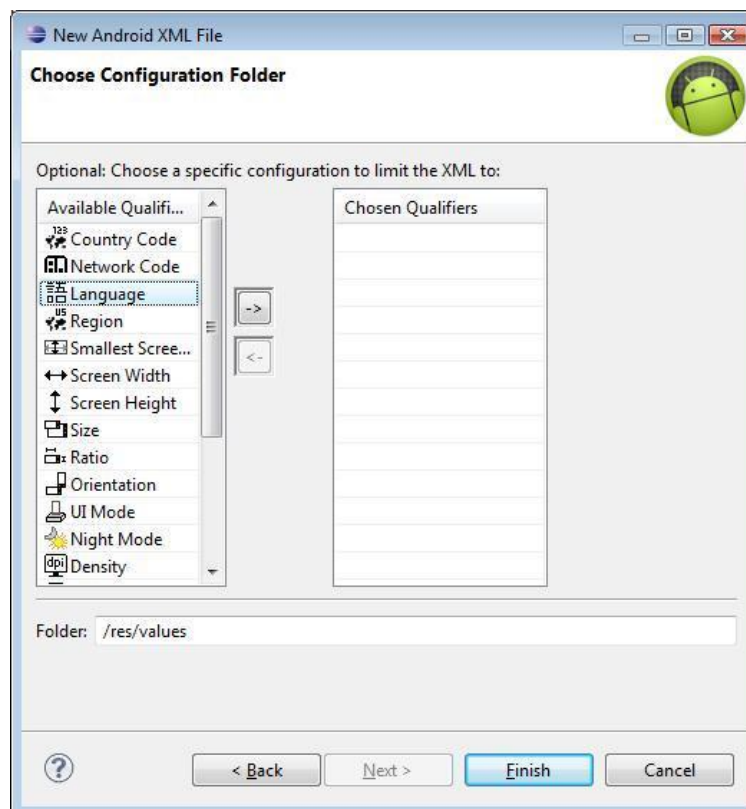 New Android XML File
Choose Configuration Folder
Optional: Choose a specific configuration to limit the XML to:
Available Qualifi...
Country Code
Network Code
Language
Region
Smallest Scree...
Screen Width
Screen Height
Size
Ratio
Orientation
UI Mode
Night Mode
Density
->
<-
Chosen Qualifiers
Folder: /res/values
? < Back Next > Finish Cancel